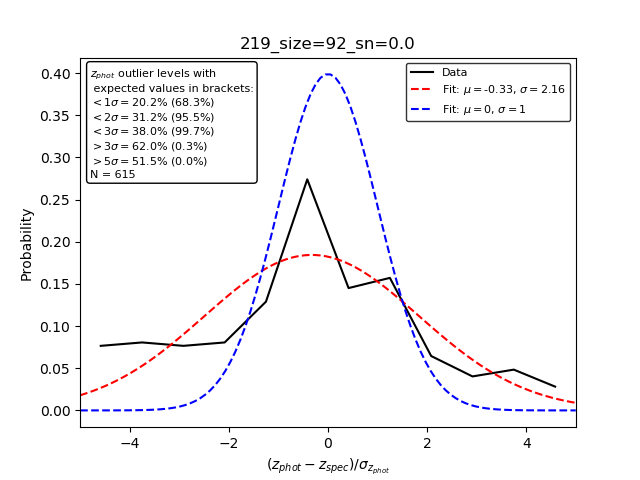 219_size=92_sn=0.0
z_phot outlier levels with
expected values in brackets:
< 1σ = 20.2% (68.3%)
< 2σ = 31.2% (95.5%)
< 3σ = 38.0% (99.7%)
> 3σ = 62.0% (0.3%)
> 5σ = 51.5% (0.0%)
N = 615
Data
Fit: μ = -0.33, σ = 2.16
Fit: μ = 0, σ = 1
Probability
0.40
0.35
0.30
0.25
0.20
0.15
0.10
0.05
0.00
−4 −2 0 2 4
(z_phot − z_spec)/σ_z_phot